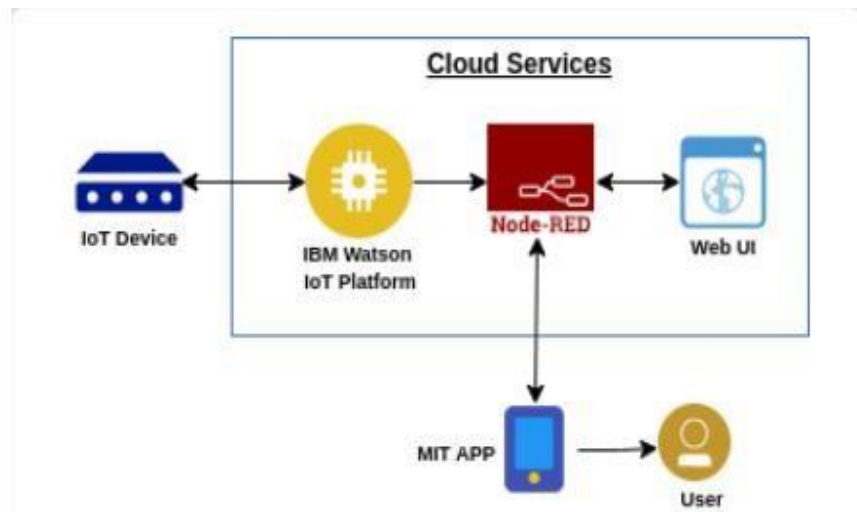 Cloud Services
IoT Device
IBM Watson
IoT Platform
Node-RED
Web UI
MIT APP
User